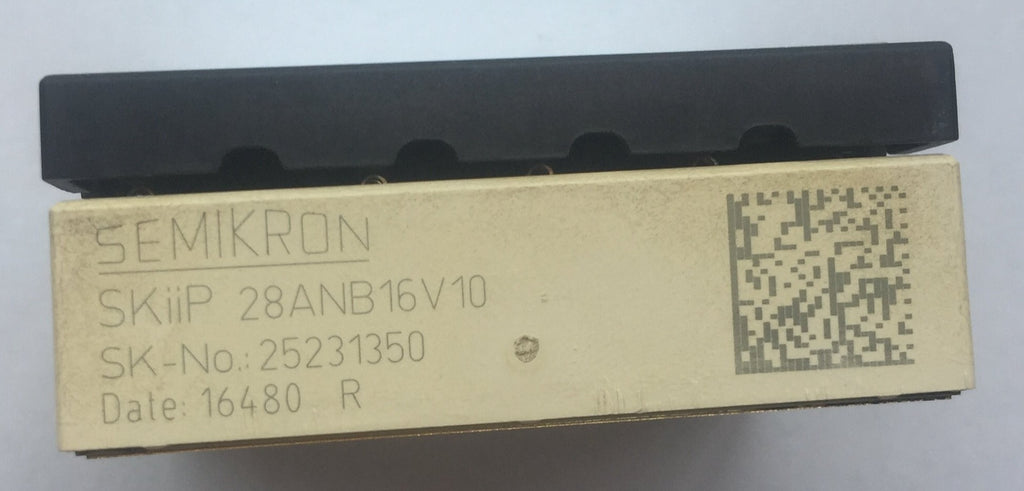 SEMIKRON
SKiiP 28ANB16V10
SK-No.: 25231350
Date: 16480 R